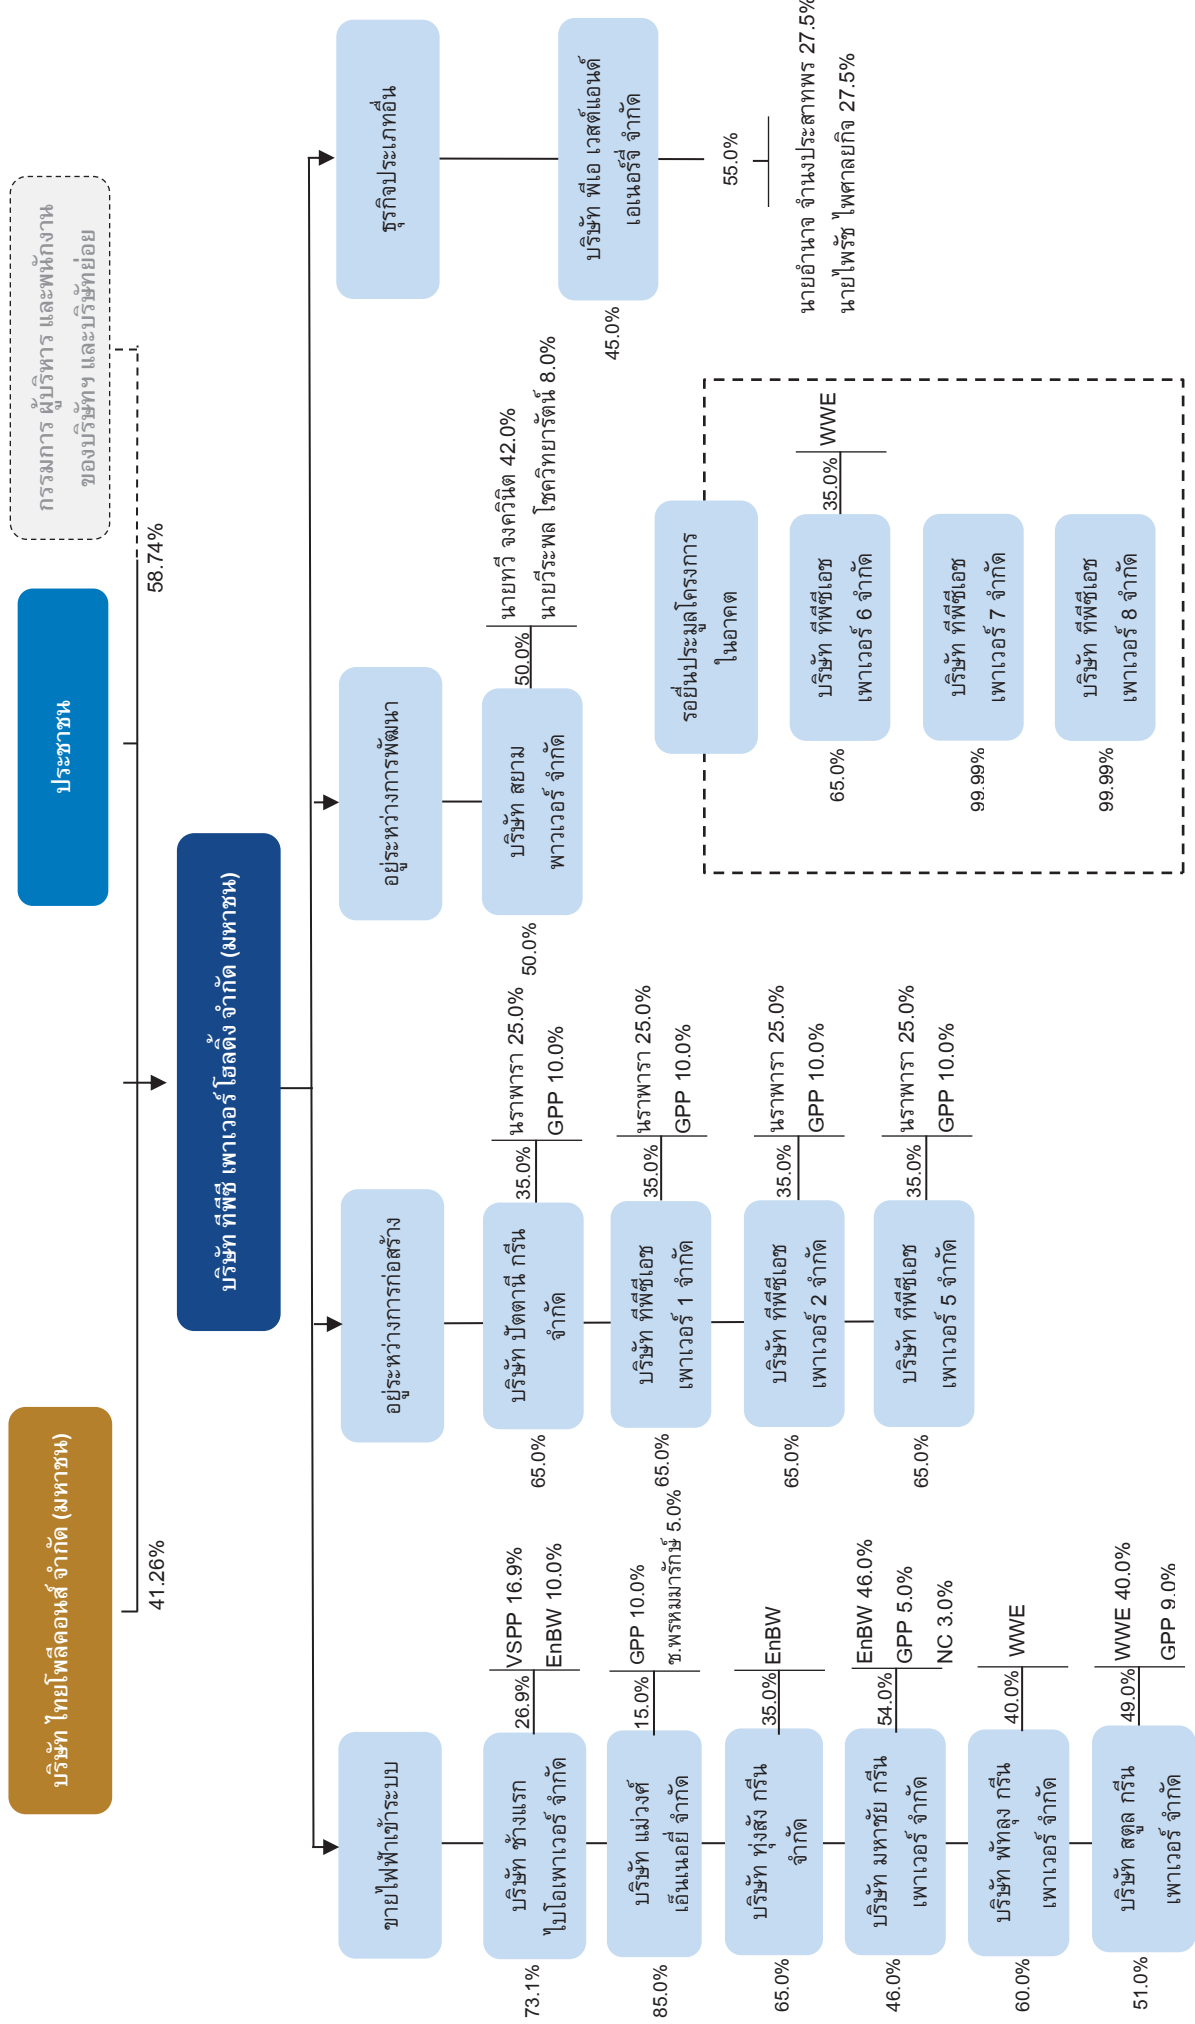 บริษัท ไทยโพลีคอนส์ จำกัด (มหาชน)
ประชาชน
กรรมการ ผู้บริหาร และพนักงาน
ของบริษัทฯ และบริษัทย่อย
41.26%
58.74%
บริษัท ทีพีซี เพาเวอร์ โฮลดิ้ง จำกัด (มหาชน)
ขายไฟฟ้าเข้าระบบ
73.1%
บริษัท ช้างแรก
ไบโอเพาเวอร์ จำกัด
26.9%
VSPP 16.9%
EnBW 10.0%
85.0%
บริษัท แม่วงศ์
เอ็นเนอยี่ จำกัด
15.0%
GPP 10.0%
ช.พรหมมารักษ์ 5.0%
65.0%
บริษัท ทุ่งสัง กรีน
จำกัด
35.0%
EnBW
46.0%
บริษัท มหาชัย กรีน
เพาเวอร์ จำกัด
54.0%
EnBW 46.0%
GPP 5.0%
NC 3.0%
60.0%
บริษัท พัทลุง กรีน
เพาเวอร์ จำกัด
40.0%
WWE
51.0%
บริษัท สตูล กรีน
เพาเวอร์ จำกัด
49.0%
WWE 40.0%
GPP 9.0%
อยู่ระหว่างการก่อสร้าง
65.0%
บริษัท ปัตตานี กรีน
จำกัด
35.0%
นราพารา 25.0%
GPP 10.0%
65.0%
บริษัท ทีพีซีเอช
เพาเวอร์ 1 จำกัด
35.0%
นราพารา 25.0%
GPP 10.0%
65.0%
บริษัท ทีพีซีเอช
เพาเวอร์ 2 จำกัด
35.0%
นราพารา 25.0%
GPP 10.0%
65.0%
บริษัท ทีพีซีเอช
เพาเวอร์ 5 จำกัด
35.0%
นราพารา 25.0%
GPP 10.0%
อยู่ระหว่างการพัฒนา
50.0%
บริษัท สยาม
พาวเวอร์ จำกัด
50.0%
นายทวี จงควินิต 42.0%
นายวีระพล โชควิทยารัตน์ 8.0%
รอยื่นประมูลโครงการ
ในอาคต
65.0%
บริษัท ทีพีซีเอช
เพาเวอร์ 6 จำกัด
35.0%
WWE
99.99%
บริษัท ทีพีซีเอช
เพาเวอร์ 7 จำกัด
99.99%
บริษัท ทีพีซีเอช
เพาเวอร์ 8 จำกัด
ธุรกิจประเภทอื่น
45.0%
บริษัท พีเอ เวสต์แอนด์
เอเนอร์จี จำกัด
55.0%
นายอำนาจ จำนงประสาทพร 27.5%
นายไพรัช ไพศาลยกิจ 27.5%